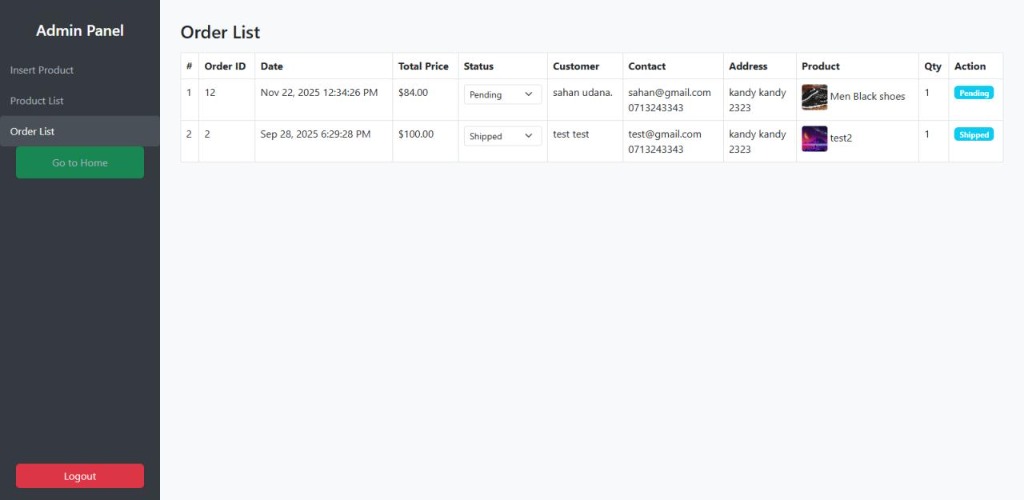 Admin Panel
Insert Product
Product List
Order List
Go to Home
Logout
Order List
# Order ID Date Total Price Status Customer Contact Address Product Qty Action
1 12 Nov 22, 2025 12:34:26 PM $84.00 Pending sahan udana. sahan@gmail.com kandy kandy Men Black shoes 1 Pending
0713243343 2323
2 2 Sep 28, 2025 6:29:28 PM $100.00 Shipped test test test@gmail.com kandy kandy test2 1 Shipped
0713243343 2323